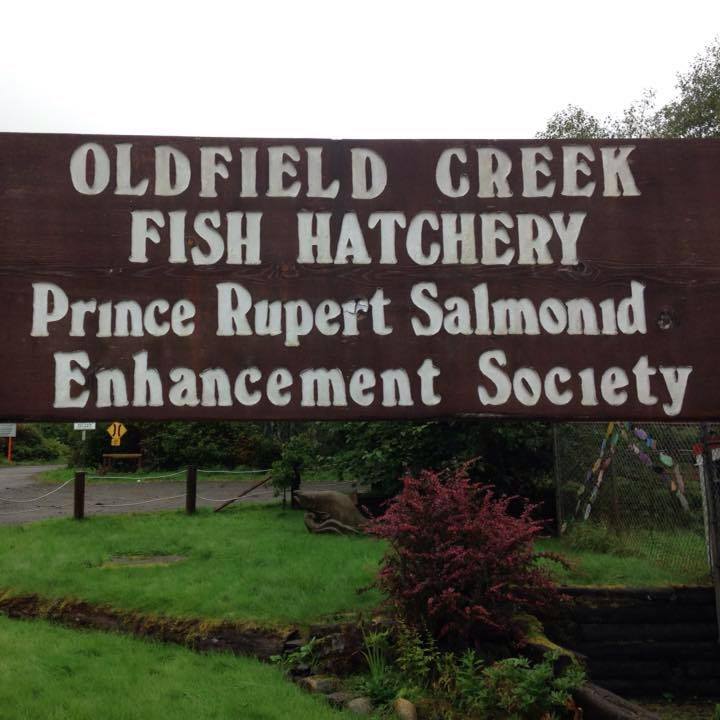 OLDFIELD CREEK
FISH HATCHERY
Prince Rupert Salmonid
Enhancement Society